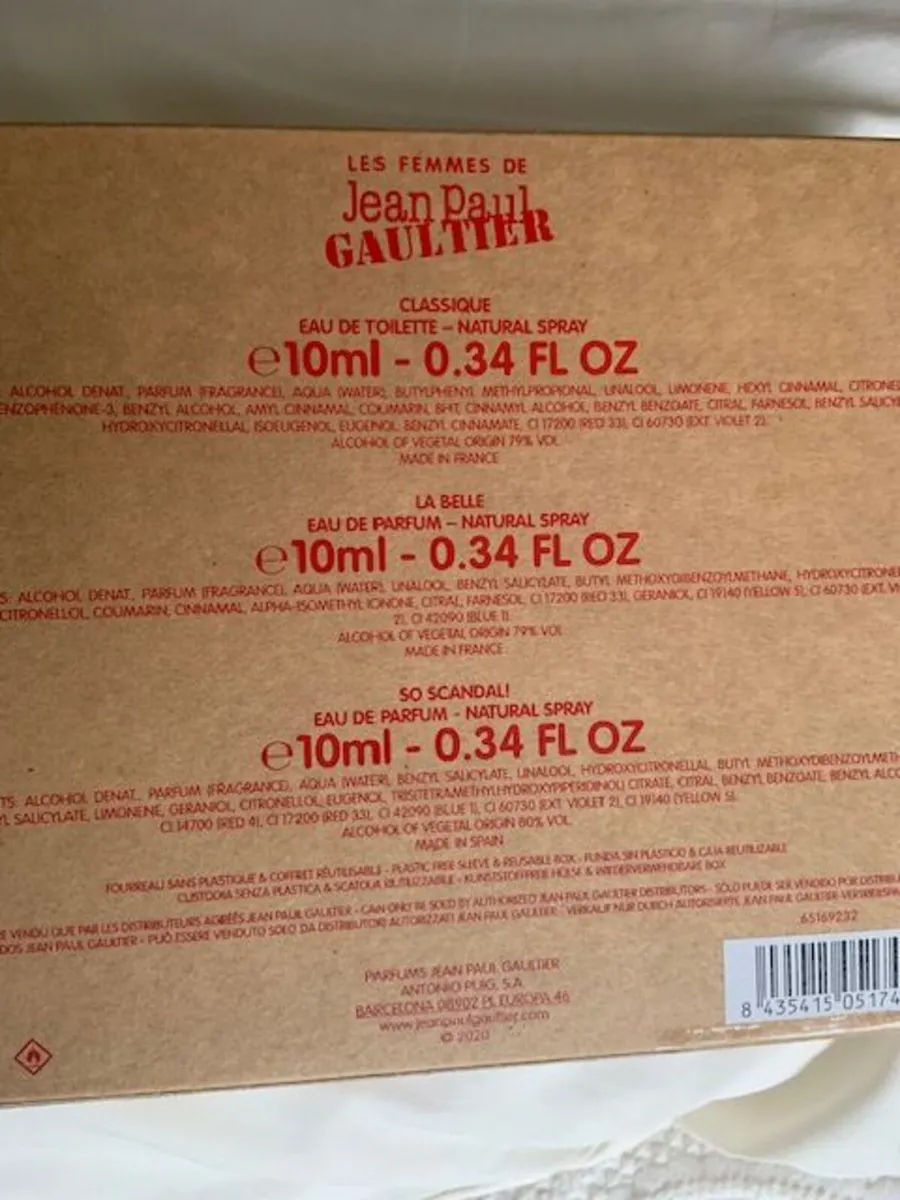 LES FEMMES DE
Jean Paul
GAULTIER
CLASSIQUE
EAU DE TOILETTE – NATURAL SPRAY
℮10ml - 0.34 FL OZ
ALCOHOL DENAT., PARFUM (FRAGRANCE), AQUA (WATER), BUTYLPHENYL METHYLPROPIONAL, LINALOOL, LIMONENE, HEXYL CINNAMAL, CITRONE
ENZOPHENONE-3, BENZYL ALCOHOL, AMYL CINNAMAL, COUMARIN, BHT, CINNAMYL ALCOHOL, BENZYL BENZOATE, CITRAL, FARNESOL, BENZYL SALICYL
HYDROXYCITRONELLAL, ISOEUGENOL, EUGENOL, BENZYL CINNAMATE, CI 17200 (RED 33), CI 60730 (EXT. VIOLET 2).
ALCOHOL OF VEGETAL ORIGIN 79% VOL.
MADE IN FRANCE
LA BELLE
EAU DE PARFUM – NATURAL SPRAY
℮10ml - 0.34 FL OZ
TS: ALCOHOL DENAT., PARFUM (FRAGRANCE), AQUA (WATER), LINALOOL, BENZYL SALICYLATE, BUTYL METHOXYDIBENZOYLMETHANE, HYDROXYCITRONE
CITRONELLOL, COUMARIN, CINNAMAL, ALPHA-ISOMETHYL IONONE, CITRAL, FARNESOL, CI 17200 (RED 33), GERANIOL, CI 19140 (YELLOW 5), CI 60730 (EXT. VI
2), CI 42090 (BLUE 1).
ALCOHOL OF VEGETAL ORIGIN 79% VOL.
MADE IN FRANCE
SO SCANDAL!
EAU DE PARFUM - NATURAL SPRAY
℮10ml - 0.34 FL OZ
TS: ALCOHOL DENAT., PARFUM (FRAGRANCE), AQUA (WATER), BENZYL SALICYLATE, LINALOOL, HYDROXYCITRONELLAL, BUTYL METHOXYDIBENZOYLMETH
YL SALICYLATE, LIMONENE, GERANIOL, CITRONELLOL, EUGENOL, TRIS(TETRAMETHYLHYDROXYPIPERIDINOL) CITRATE, CITRAL, BENZYL BENZOATE, BENZYL ALCO
CI 14700 (RED 4), CI 17200 (RED 33), CI 42090 (BLUE 1), CI 60730 (EXT. VIOLET 2), CI 19140 (YELLOW 5).
ALCOHOL OF VEGETAL ORIGIN 80% VOL.
MADE IN SPAIN
FOURREAU SANS PLASTIQUE & COFFRET RÉUTILISABLE - PLASTIC FREE SLEEVE & REUSABLE BOX - FUNDA SIN PLÁSTICO & CAJA REUTILIZABLE
CUSTODIA SENZA PLASTICA & SCATOLA RIUTILIZZABILE - KUNSTSTOFFFREIE HÜLSE & WIEDERVERWENDBARE BOX
E VENDU QUE PAR LES DISTRIBUTEURS AGRÉÉS JEAN PAUL GAULTIER - CAN ONLY BE SOLD BY AUTHORIZED JEAN PAUL GAULTIER DISTRIBUTORS - SÓLO PUEDE SER VENDIDO POR DISTRIBU
DOS JEAN PAUL GAULTIER - PUÒ ESSERE VENDUTO SOLO DA DISTRIBUTORI AUTORIZZATI JEAN PAUL GAULTIER - VERKAUF NUR DURCH AUTORISIERTE JEAN PAUL GAULTIER
65169232
PARFUMS JEAN PAUL GAULTIER
ANTONIO PUIG, S.A.
BARCELONA 08902 PL EUROPA 46
www.jeanpaulgaultier.com
© 2020
8 435415 05174